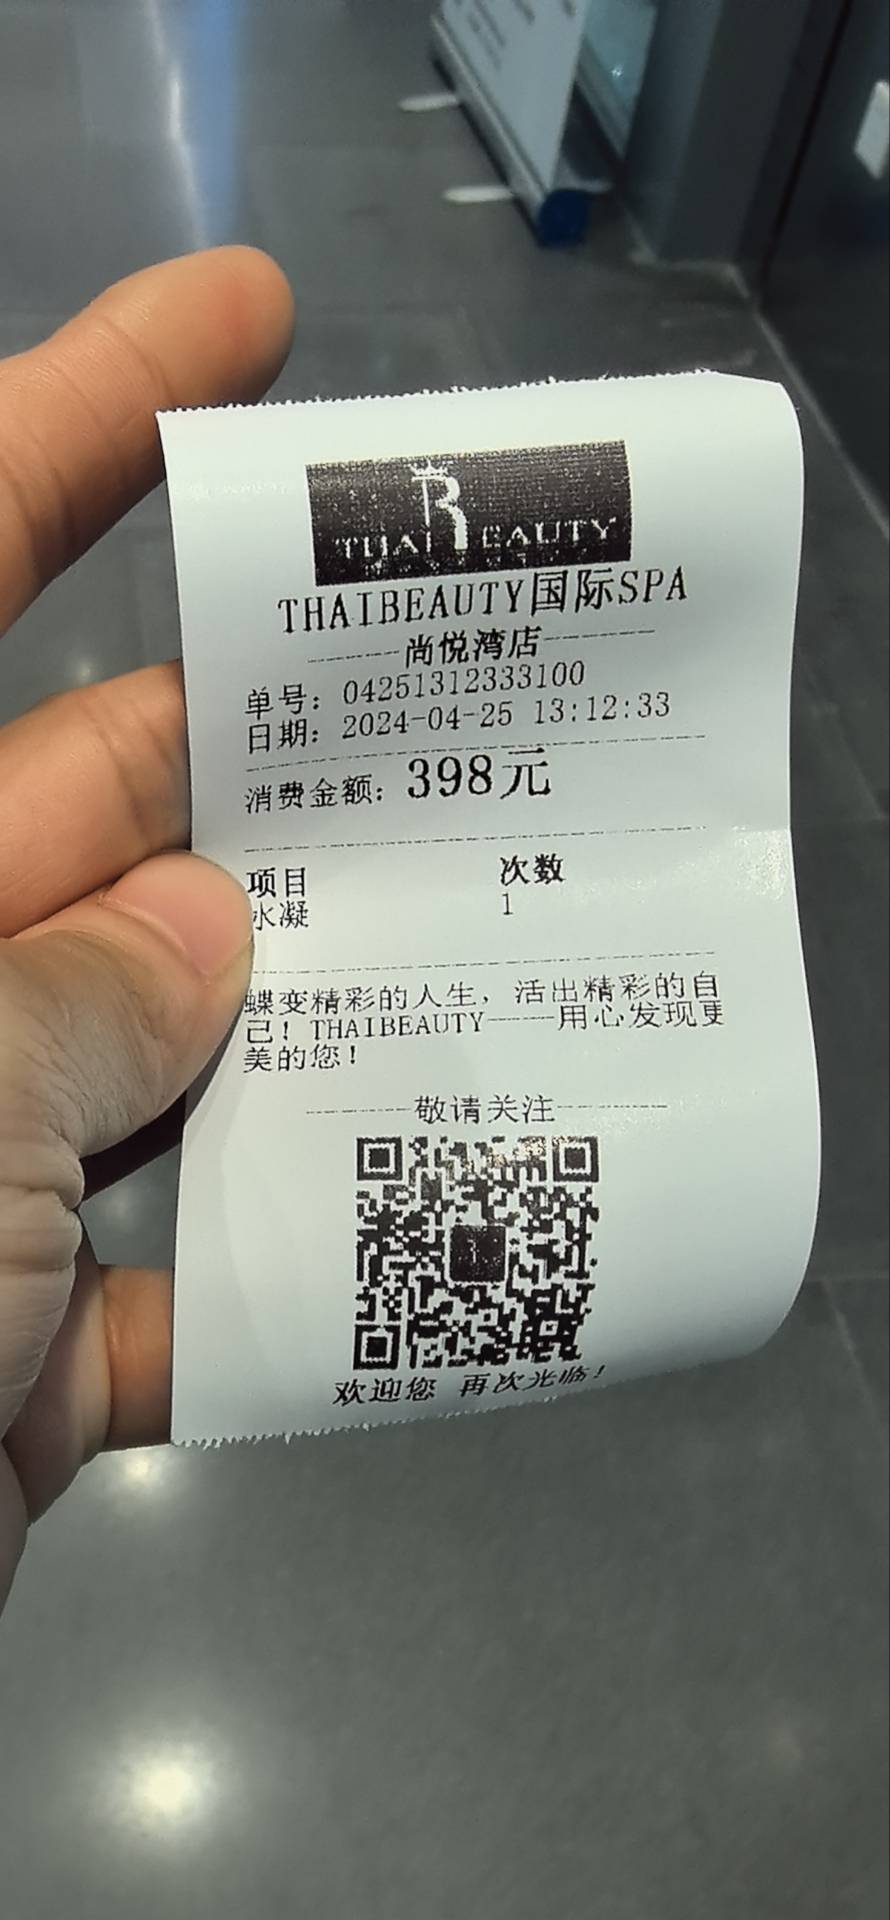 THAI BEAUTY
THAIBEAUTY国际SPA
尚悦湾店
单号：04251312333100
日期：2024-04-25 13:12:33
消费金额：398元
项目 次数
水凝 1
蝶变精彩的人生，活出精彩的自
己！THAIBEAUTY———用心发现更
美的您！
敬请关注
欢迎您 再次光临！